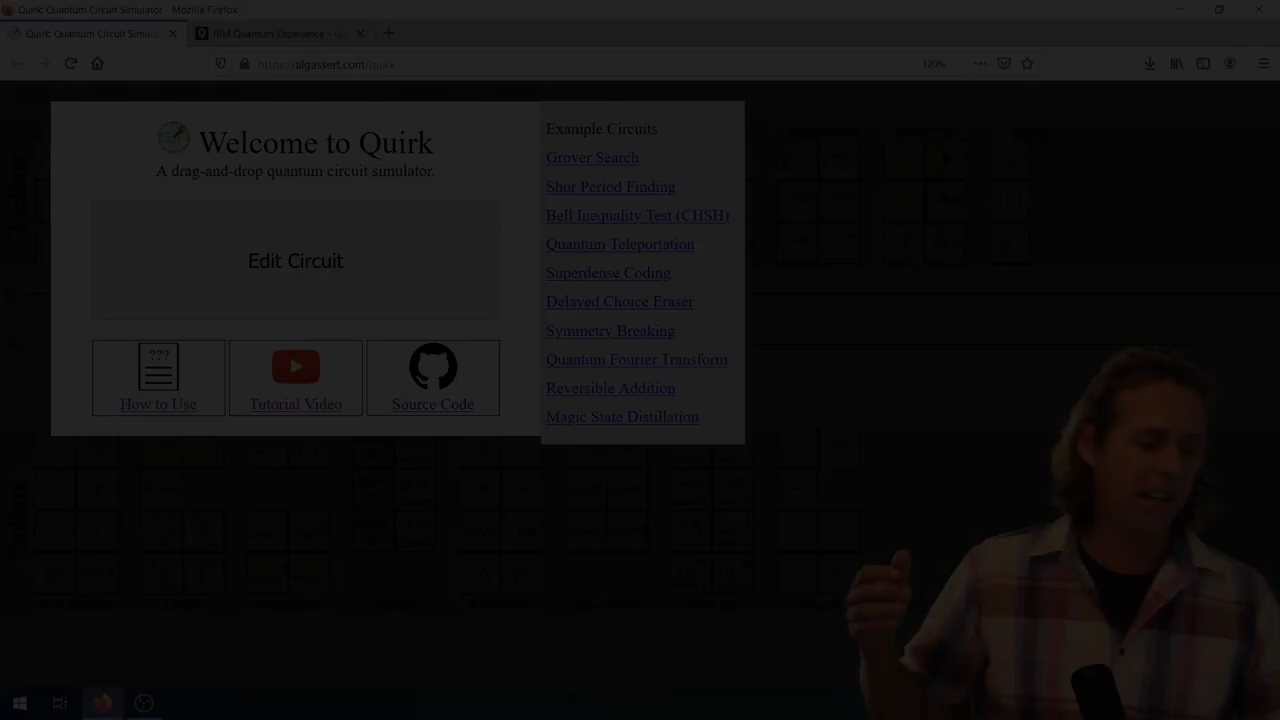 Quirk: Quantum Circuit Simulator - Mozilla Firefox
Quirk: Quantum Circuit Simul...
IBM Quantum Experience -
https://algassert.com/quirk
120%
Welcome to Quirk
A drag-and-drop quantum circuit simulator.
Edit Circuit
???
How to Use
Tutorial Video
Source Code
Example Circuits
Grover Search
Shor Period Finding
Bell Inequality Test (CHSH)
Quantum Teleportation
Superdense Coding
Delayed Choice Eraser
Symmetry Breaking
Quantum Fourier Transform
Reversible Addition
Magic State Distillation